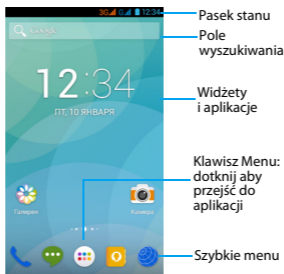 3G G 12:34
Pasek stanu
Google
Pole
wyszukiwania
12:34
ПТ, 10 ЯНВАРЯ
Widżety
i aplikacje
Klawisz Menu:
dotknij aby
przejść do
aplikacji
Галерея
Камера
Szybkie menu